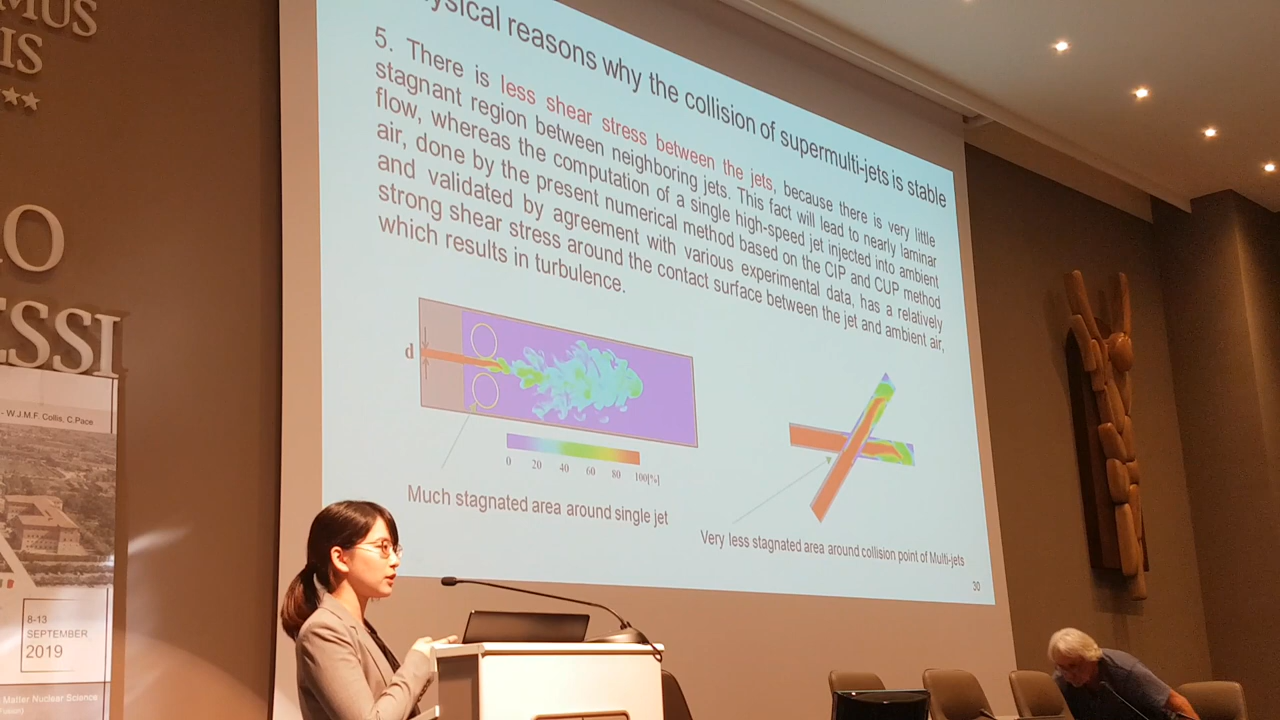 MUS
IS
★★
O
ESSI
- W.J.M.F. Collis, C.Pace
8-13
SEPTEMBER
2019
Matter Nuclear Science
ysical reasons why the collision of supermulti-jets is stable
5. There is less shear stress between the jets, because there is very little
stagnant region between neighboring jets. This fact will lead to nearly laminar
flow, whereas the computation of a single high-speed jet injected into ambient
air, done by the present numerical method based on the CIP and CUP method
and validated by agreement with various experimental data, has a relatively
strong shear stress around the contact surface between the jet and ambient air,
which results in turbulence.
d
0 20 40 60 80 100[%]
Much stagnated area around single jet
Very less stagnated area around collision point of Multi-jets
30